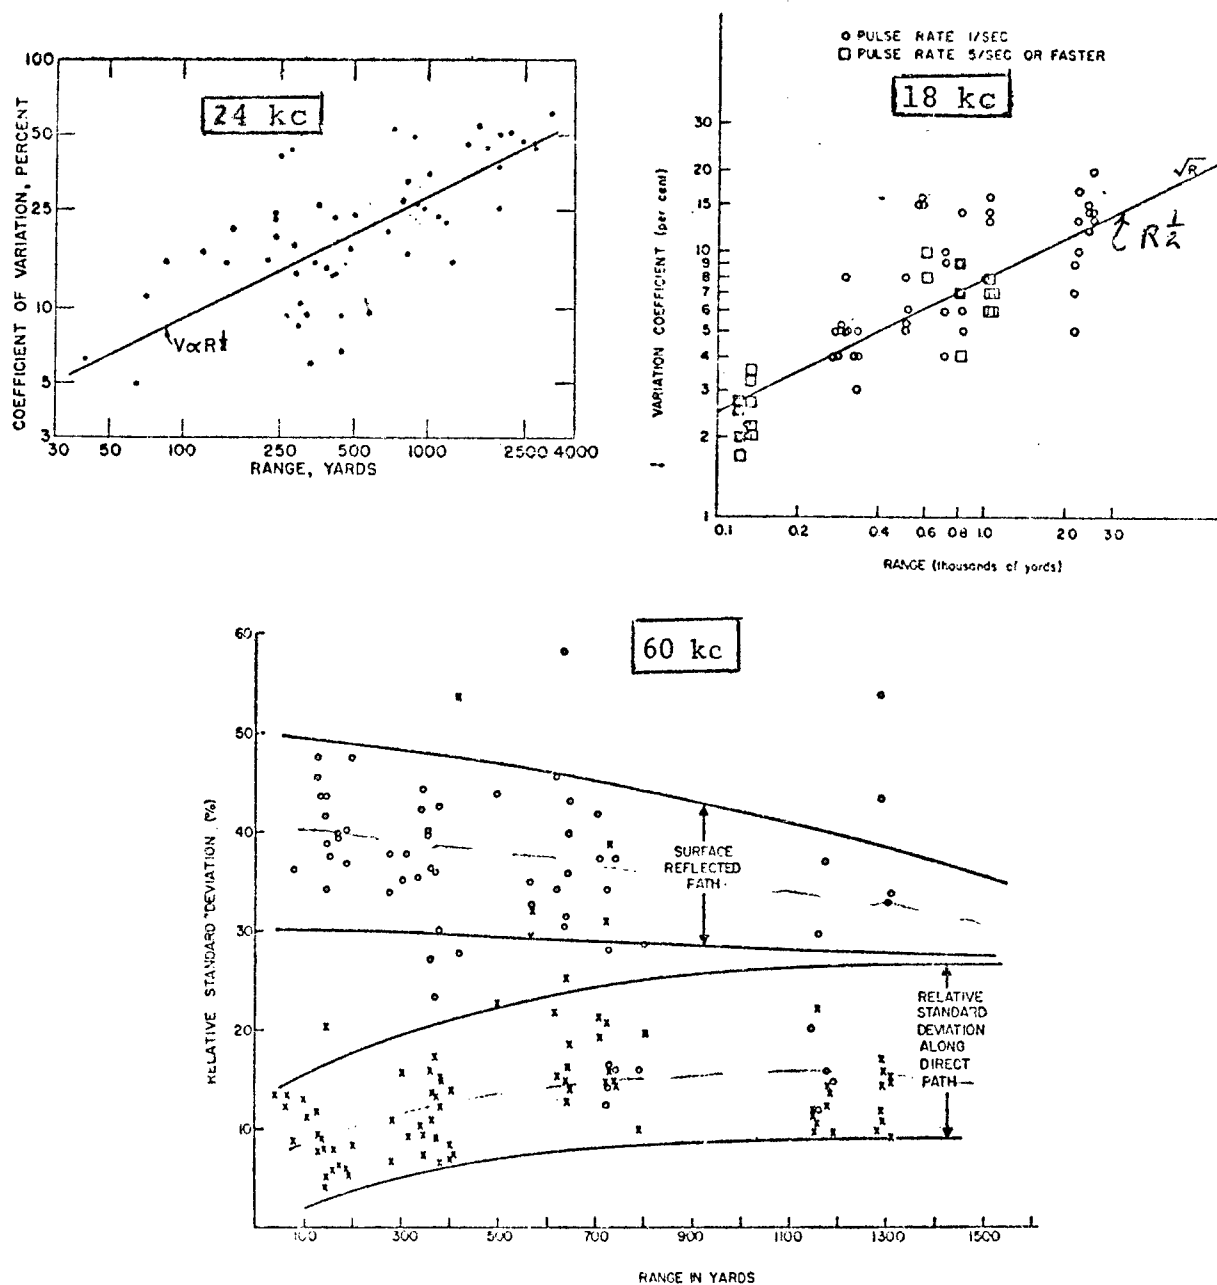 24 kc
COEFFICIENT OF VARIATION, PERCENT
100
50
25
10
5
3
V∝R½
30 50 100 250 500 1000 2500 4000
RANGE, YARDS
○ PULSE RATE 1/SEC
□ PULSE RATE 5/SEC OR FASTER
18 kc
VARIATION COEFFICIENT (per cent)
30
20
15
10
9
8
7
6
5
4
3
2
1
√R
R½
0.1 0.2 0.4 0.6 0.8 1.0 2.0 3.0
RANGE (thousands of yards)
60 kc
RELATIVE STANDARD DEVIATION (%)
60
50
40
30
20
10
SURFACE
REFLECTED
PATH
RELATIVE
STANDARD
DEVIATION
ALONG
DIRECT
PATH
100 300 500 700 900 1100 1300 1500
RANGE IN YARDS